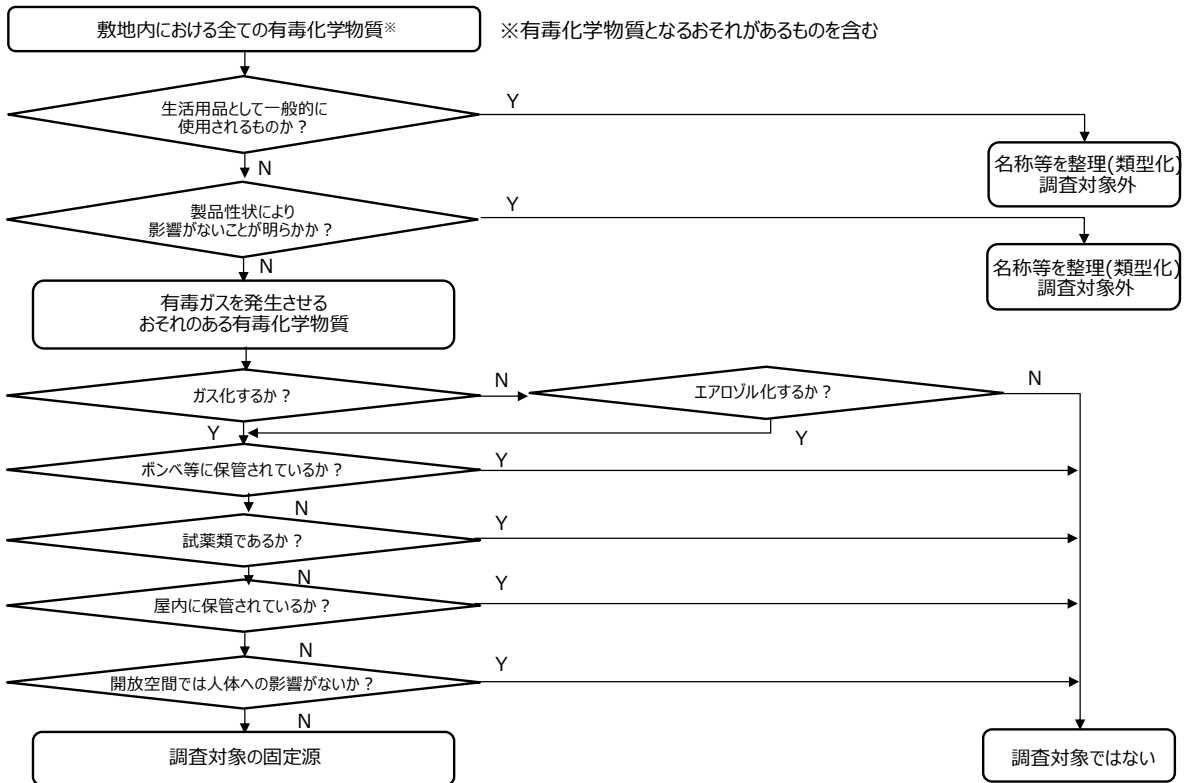 敷地内における全ての有毒化学物質※
※有毒化学物質となるおそれがあるものを含む
生活用品として一般的に
使用されるものか？
Y
N
名称等を整理(類型化)
調査対象外
製品性状により
影響がないことが明らかか？
Y
N
名称等を整理(類型化)
調査対象外
有毒ガスを発生させる
おそれのある有毒化学物質
ガス化するか？
N
エアロゾル化するか？
N
Y
Y
ボンベ等に保管されているか？
Y
N
試薬類であるか？
Y
N
屋内に保管されているか？
Y
N
開放空間では人体への影響がないか？
Y
N
調査対象の固定源
調査対象ではない